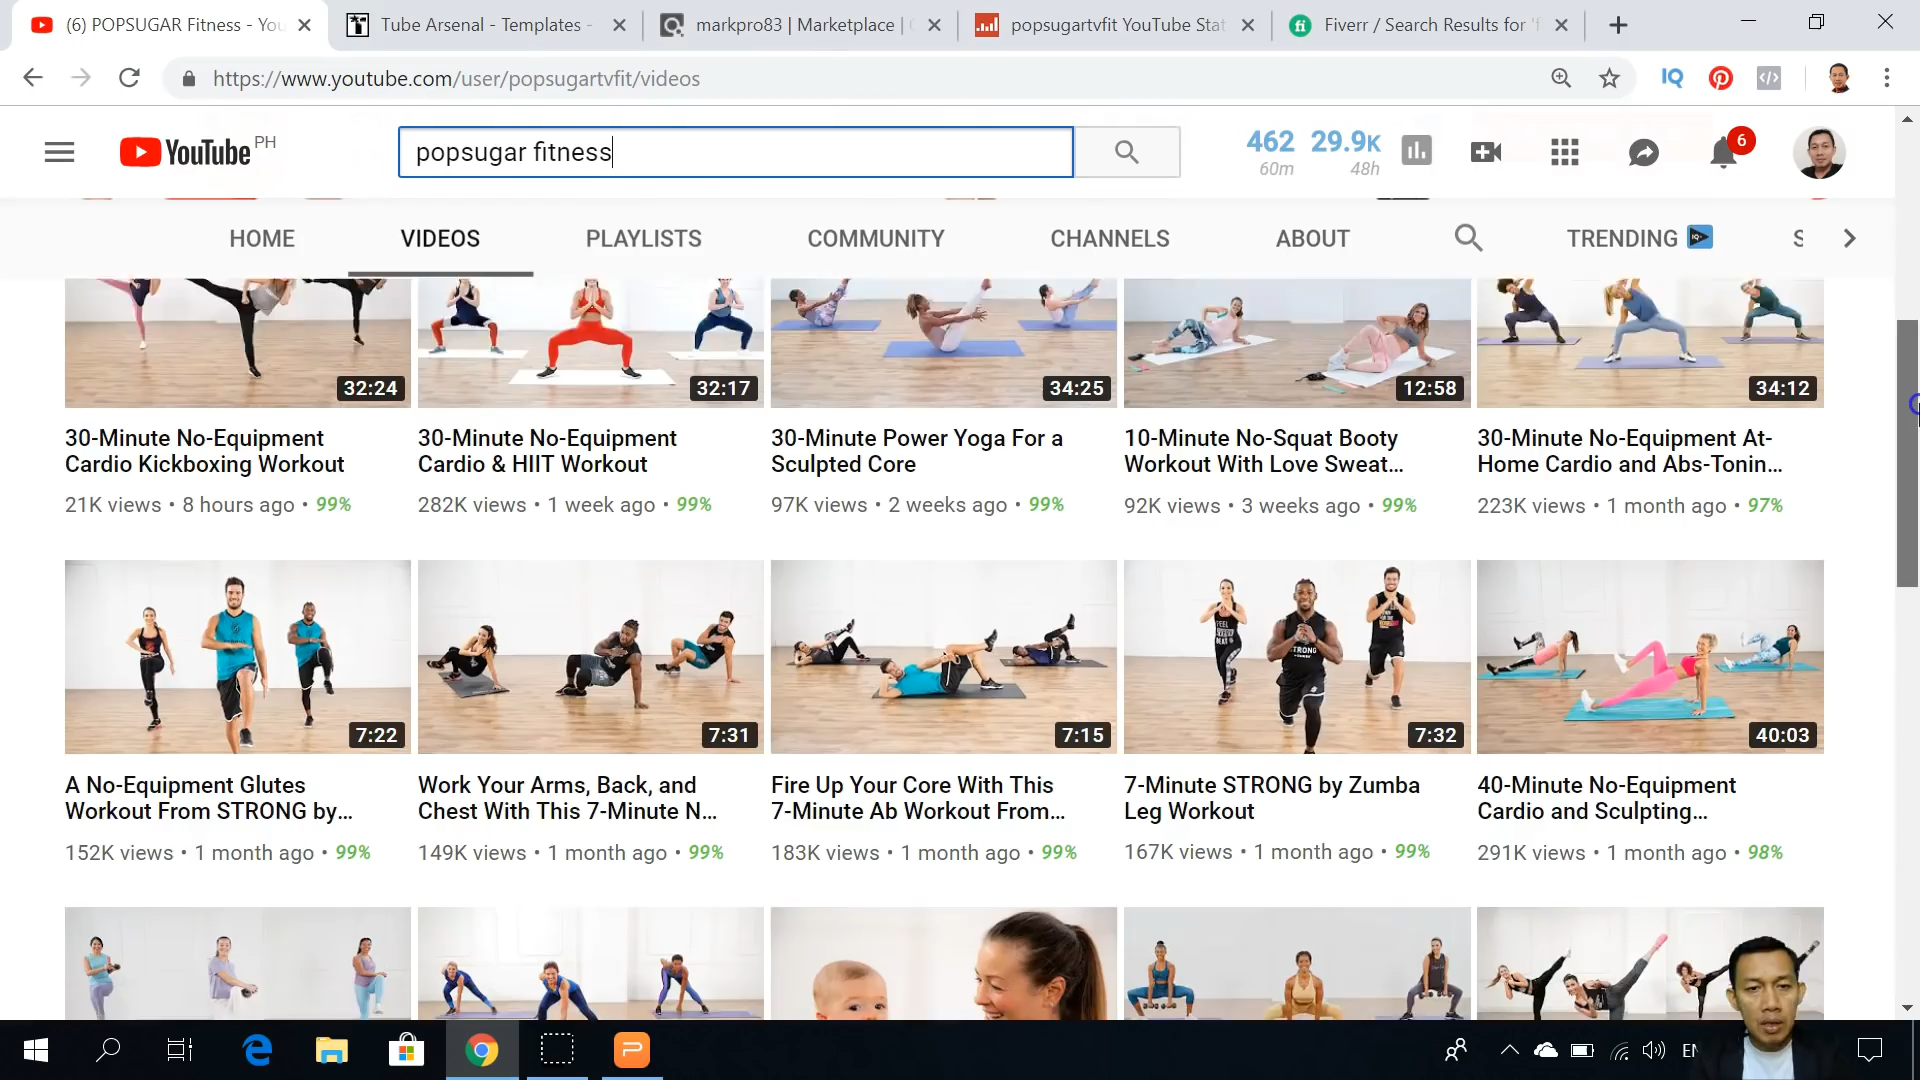 (6) POPSUGAR Fitness - You
Tube Arsenal - Templates -
markpro83 | Marketplace |
popsugartvfit YouTube Stat
Fiverr / Search Results for 'f
https://www.youtube.com/user/popsugartvfit/videos
IQ
YouTube PH
popsugar fitness
462 29.9K
60m 48h
6
HOME VIDEOS PLAYLISTS COMMUNITY CHANNELS ABOUT TRENDING S
32:24 32:17 34:25 12:58 34:12
30-Minute No-Equipment
Cardio Kickboxing Workout
21K views • 8 hours ago • 99%
30-Minute No-Equipment
Cardio & HIIT Workout
282K views • 1 week ago • 99%
30-Minute Power Yoga For a
Sculpted Core
97K views • 2 weeks ago • 99%
10-Minute No-Squat Booty
Workout With Love Sweat...
92K views • 3 weeks ago • 99%
30-Minute No-Equipment At-
Home Cardio and Abs-Tonin...
223K views • 1 month ago • 97%
7:22 7:31 7:15 7:32 40:03
A No-Equipment Glutes
Workout From STRONG by...
152K views • 1 month ago • 99%
Work Your Arms, Back, and
Chest With This 7-Minute N...
149K views • 1 month ago • 99%
Fire Up Your Core With This
7-Minute Ab Workout From...
183K views • 1 month ago • 99%
7-Minute STRONG by Zumba
Leg Workout
167K views • 1 month ago • 99%
40-Minute No-Equipment
Cardio and Sculpting...
291K views • 1 month ago • 98%